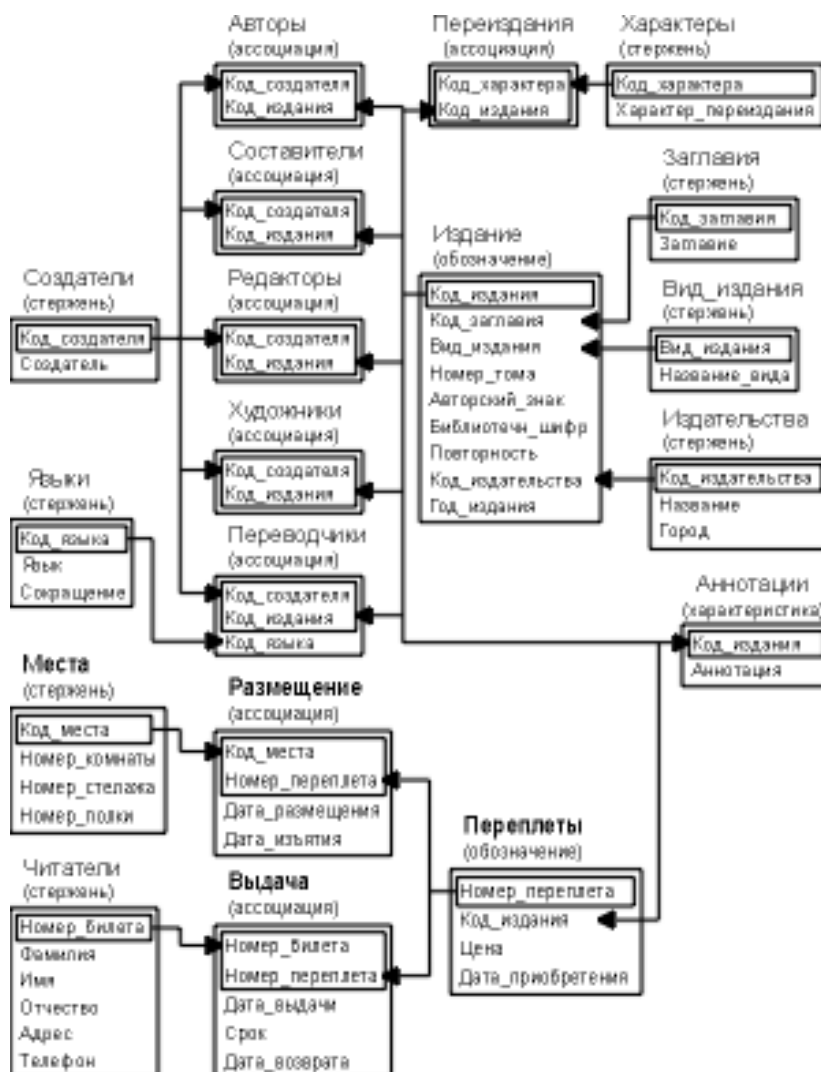 Авторы
(ассоциация)
Код_создателя
Код_издания
Переиздания
(ассоциация)
Код_характера
Код_издания
Характеры
(стержень)
Код_характера
Характер_переиздания
Составители
(ассоциация)
Код_создателя
Код_издания
Заглавия
(стержень)
Код_заглавия
Заглавие
Издание
(обозначение)
Код_издания
Код_заглавия
Вид_издания
Номер_тома
Авторский_знак
Библиотечн_шифр
Повторность
Код_издательства
Год_издания
Создатели
(стержень)
Код_создателя
Создатель
Редакторы
(ассоциация)
Код_создателя
Код_издания
Вид_издания
(стержень)
Вид_издания
Название_вида
Художники
(ассоциация)
Код_создателя
Код_издания
Издательства
(стержень)
Код_издательства
Название
Город
Языки
(стержень)
Код_языка
Язык
Сокращение
Переводчики
(ассоциация)
Код_создателя
Код_издания
Код_языка
Аннотации
(характеристика)
Код_издания
Аннотация
Места
(стержень)
Код_места
Номер_комнаты
Номер_стелажа
Номер_полки
Размещение
(ассоциация)
Код_места
Номер_переплета
Дата_размещения
Дата_изъятия
Переплеты
(обозначение)
Номер_переплета
Код_издания
Цена
Дата_приобретения
Читатели
(стержень)
Номер_билета
Фамилия
Имя
Отчество
Адрес
Телефон
Выдача
(ассоциация)
Номер_билета
Номер_переплета
Дата_выдачи
Срок
Дата_возврата